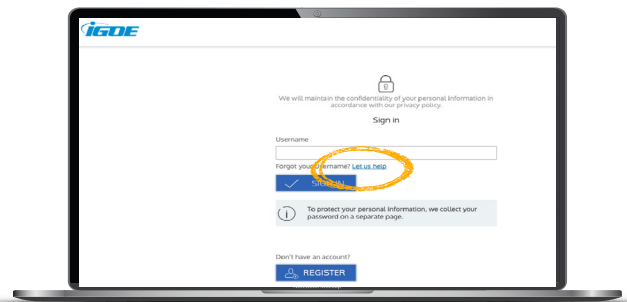 iGOE
We will maintain the confidentiality of your personal information in
accordance with our privacy policy.
Sign in
Username
Forgot your Username? Let us help
SIGN IN
To protect your personal information, we collect your
password on a separate page.
Don't have an account?
REGISTER